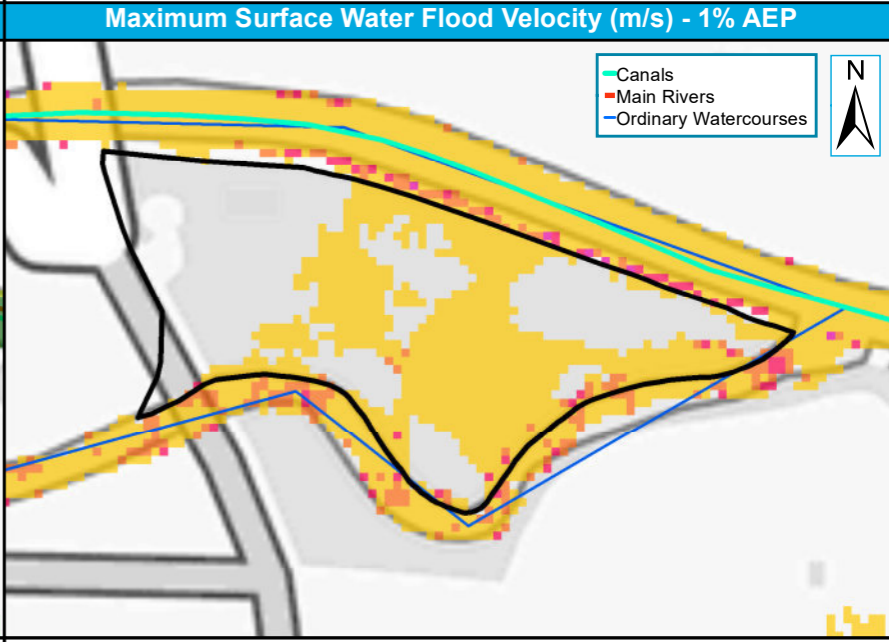 Maximum Surface Water Flood Velocity (m/s) - 1% AEP
Canals
Main Rivers
Ordinary Watercourses
N